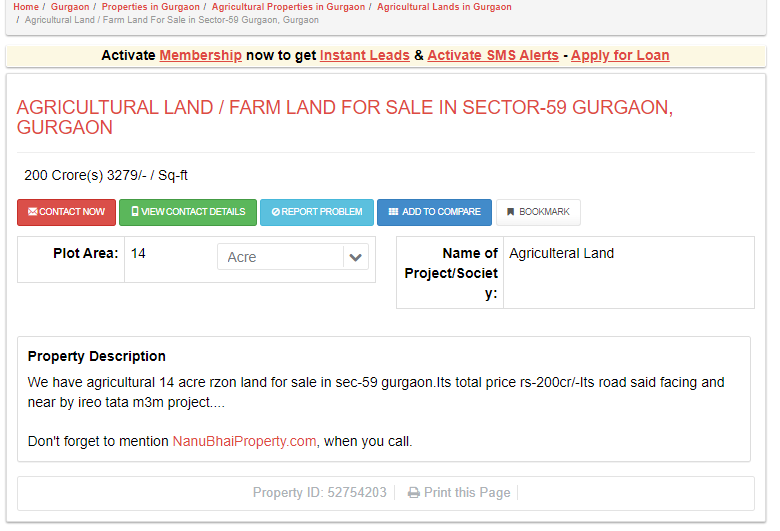 Home / Gurgaon / Properties in Gurgaon / Agricultural Properties in Gurgaon / Agricultural Lands in Gurgaon
/ Agricultural Land / Farm Land For Sale in Sector-59 Gurgaon, Gurgaon
Activate Membership now to get Instant Leads & Activate SMS Alerts - Apply for Loan
AGRICULTURAL LAND / FARM LAND FOR SALE IN SECTOR-59 GURGAON,
GURGAON
200 Crore(s) 3279/- / Sq-ft
CONTACT NOW VIEW CONTACT DETAILS REPORT PROBLEM ADD TO COMPARE BOOKMARK
Plot Area: 14 Acre
Name of Agriculteral Land
Project/Societ
y:
Property Description
We have agricultural 14 acre rzon land for sale in sec-59 gurgaon.Its total price rs-200cr/-Its road said facing and
near by ireo tata m3m project....
Don't forget to mention NanuBhaiProperty.com, when you call.
Property ID: 52754203 Print this Page